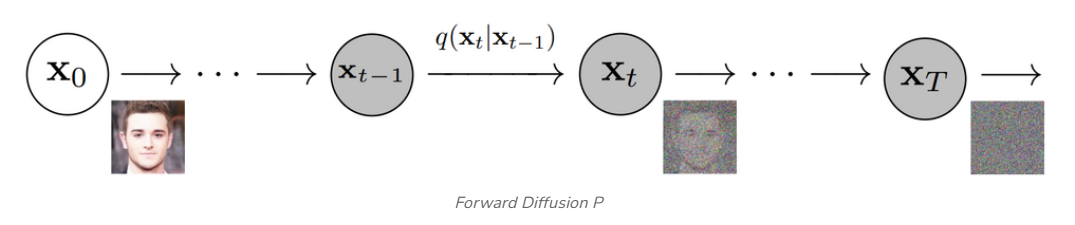 q(x_t|x_{t-1})
x_0 ⟶ ··· ⟶ x_{t-1} ⟶ x_t ⟶ ··· ⟶ x_T ⟶
Forward Diffusion P